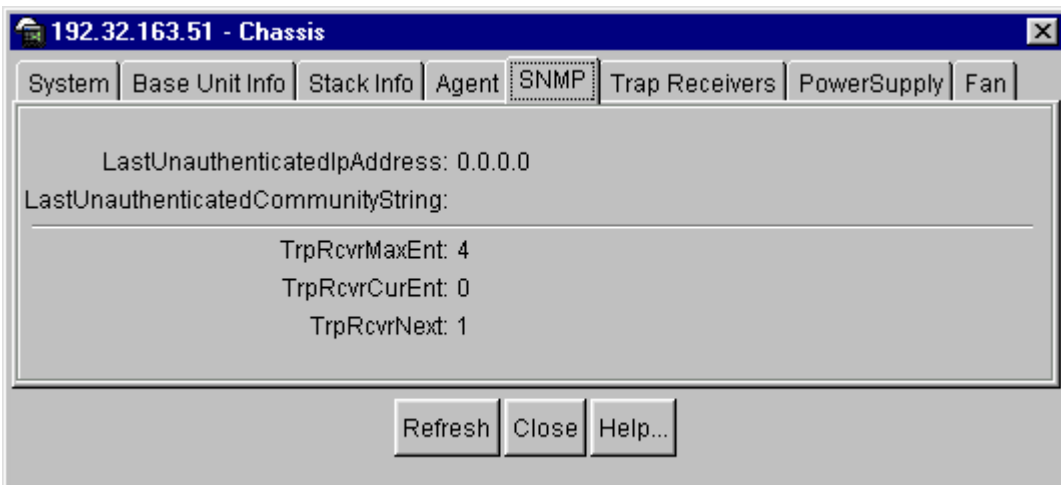 192.32.163.51 - Chassis
System Base Unit Info Stack Info Agent SNMP Trap Receivers PowerSupply Fan
LastUnauthenticatedIpAddress: 0.0.0.0
LastUnauthenticatedCommunityString:
TrpRcvrMaxEnt: 4
TrpRcvrCurEnt: 0
TrpRcvrNext: 1
Refresh Close Help...